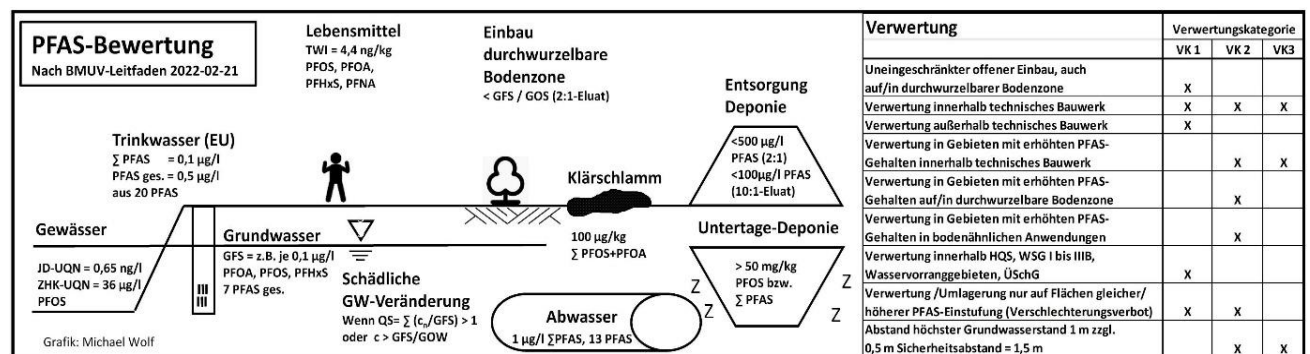 PFAS-Bewertung
Nach BMUV-Leitfaden 2022-02-21
Lebensmittel
TWI = 4,4 ng/kg
PFOS, PFOA,
PFHxS, PFNA
Einbau
durchwurzelbare
Bodenzone
< GFS / GOS (2:1-Eluat)
Entsorgung
Deponie
<500 µg/l
PFAS (2:1)
<100µg/l PFAS
(10:1-Eluat)
Trinkwasser (EU)
∑ PFAS = 0,1 µg/l
PFAS ges. = 0,5 µg/l
aus 20 PFAS
Klärschlamm
100 µg/kg
∑ PFOS+PFOA
Gewässer
JD-UQN = 0,65 ng/l
ZHK-UQN = 36 µg/l
PFOS
Grundwasser
GFS = z.B. je 0,1 µg/l
PFOA, PFOS, PFHxS
7 PFAS ges.
Schädliche
GW-Veränderung
Wenn QS= ∑ (cₙ/GFS) > 1
oder c > GFS/GOW
Abwasser
1 µg/l ∑PFAS, 13 PFAS
Untertage-Deponie
> 50 mg/kg
PFOS bzw.
∑ PFAS
Z Z
Z Z
Grafik: Michael Wolf
Verwertung Verwertungskategorie
VK 1 VK 2 VK3
Uneingeschränkter offener Einbau, auch
auf/in durchwurzelbarer Bodenzone X
Verwertung innerhalb technisches Bauwerk X X X
Verwertung außerhalb technisches Bauwerk X
Verwertung in Gebieten mit erhöhten PFAS-
Gehalten innerhalb technisches Bauwerk X X
Verwertung in Gebieten mit erhöhten PFAS-
Gehalten auf/in durchwurzelbare Bodenzone X
Verwertung in Gebieten mit erhöhten PFAS-
Gehalten in bodenähnlichen Anwendungen X
Verwertung innerhalb HQS, WSG I bis IIIB,
Wasservorranggebieten, ÜSchG X
Verwertung /Umlagerung nur auf Flächen gleicher/
höherer PFAS-Einstufung (Verschlechterungsverbot) X X
Abstand höchster Grundwasserstand 1 m zzgl.
0,5 m Sicherheitsabstand = 1,5 m X X